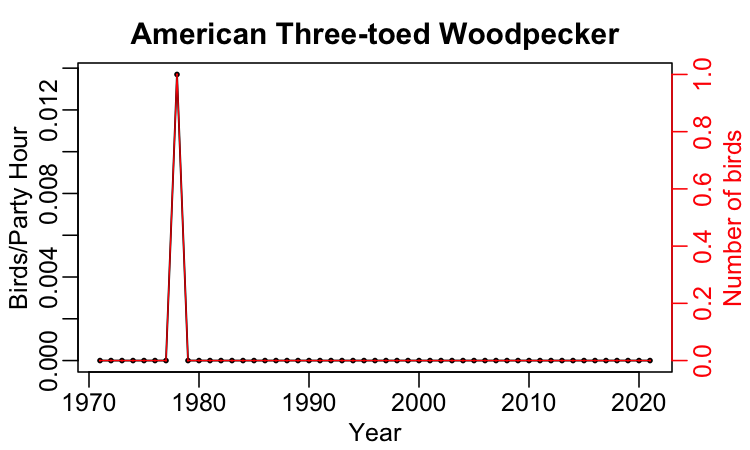 American Three-toed Woodpecker
Birds/Party Hour
0.000 0.004 0.008 0.012
Number of birds
0.0 0.2 0.4 0.6 0.8 1.0
1970 1980 1990 2000 2010 2020
Year